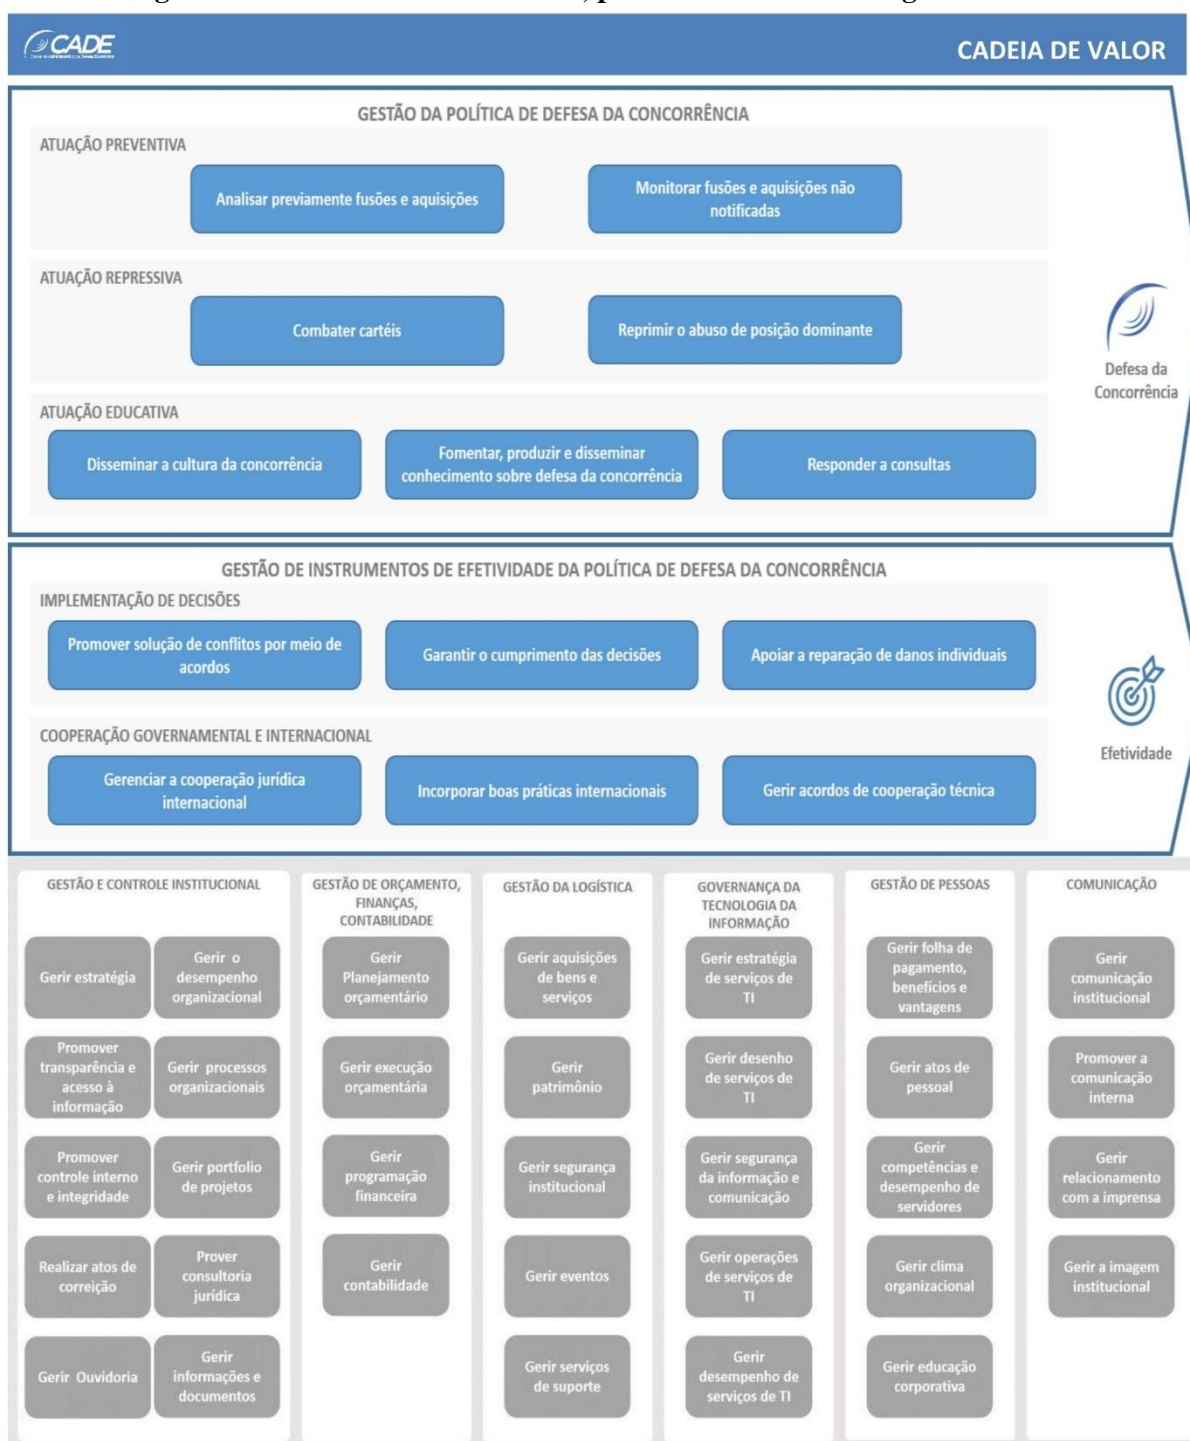 CADE
CADEIA DE VALOR
GESTÃO DA POLÍTICA DE DEFESA DA CONCORRÊNCIA
ATUAÇÃO PREVENTIVA
Analisar previamente fusões e aquisições
Monitorar fusões e aquisições não
notificadas
ATUAÇÃO REPRESSIVA
Combater cartéis
Reprimir o abuso de posição dominante
ATUAÇÃO EDUCATIVA
Disseminar a cultura da concorrência
Fomentar, produzir e disseminar
conhecimento sobre defesa da concorrência
Responder a consultas
Defesa da
Concorrência
GESTÃO DE INSTRUMENTOS DE EFETIVIDADE DA POLÍTICA DE DEFESA DA CONCORRÊNCIA
IMPLEMENTAÇÃO DE DECISÕES
Promover solução de conflitos por meio de
acordos
Garantir o cumprimento das decisões
Apoiar a reparação de danos individuais
COOPERAÇÃO GOVERNAMENTAL E INTERNACIONAL
Gerenciar a cooperação jurídica
internacional
Incorporar boas práticas internacionais
Gerir acordos de cooperação técnica
Efetividade
GESTÃO E CONTROLE INSTITUCIONAL
Gerir estratégia
Gerir o
desempenho
organizacional
Promover
transparência e
acesso à
informação
Gerir processos
organizacionais
Promover
controle interno
e integridade
Gerir portfolio
de projetos
Realizar atos de
correição
Prover
consultoria
jurídica
Gerir Ouvidoria
Gerir
informações e
documentos
GESTÃO DE ORÇAMENTO,
FINANÇAS,
CONTABILIDADE
Gerir
Planejamento
orçamentário
Gerir execução
orçamentária
Gerir
programação
financeira
Gerir
contabilidade
GESTÃO DA LOGÍSTICA
Gerir aquisições
de bens e
serviços
Gerir
patrimônio
Gerir segurança
institucional
Gerir eventos
Gerir serviços
de suporte
GOVERNANÇA DA
TECNOLOGIA DA
INFORMAÇÃO
Gerir estratégia
de serviços de
TI
Gerir desenho
de serviços de
TI
Gerir segurança
da informação e
comunicação
Gerir operações
de serviços de
TI
Gerir
desempenho de
serviços de TI
GESTÃO DE PESSOAS
Gerir folha de
pagamento,
benefícios e
vantagens
Gerir atos de
pessoal
Gerir
competências e
desempenho de
servidores
Gerir clima
organizacional
Gerir educação
corporativa
COMUNICAÇÃO
Gerir
comunicação
institucional
Promover a
comunicação
interna
Gerir
relacionamento
com a imprensa
Gerir a imagem
institucional